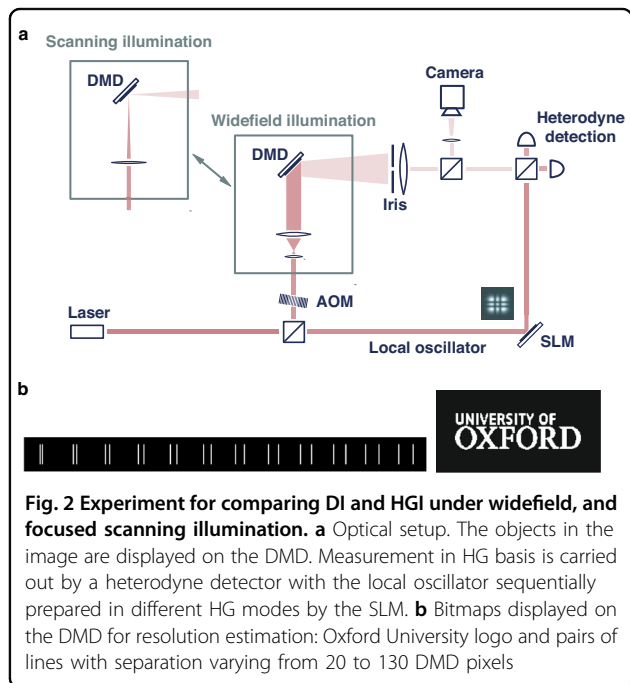 a
Scanning illumination
DMD
Camera
Heterodyne
detection
Widefield illumination
DMD
Iris
AOM
Laser
Local oscillator
SLM
b
UNIVERSITY OF
OXFORD
Fig. 2 Experiment for comparing DI and HGI under widefield, and
focused scanning illumination. a Optical setup. The objects in the
image are displayed on the DMD. Measurement in HG basis is carried
out by a heterodyne detector with the local oscillator sequentially
prepared in different HG modes by the SLM. b Bitmaps displayed on
the DMD for resolution estimation: Oxford University logo and pairs of
lines with separation varying from 20 to 130 DMD pixels